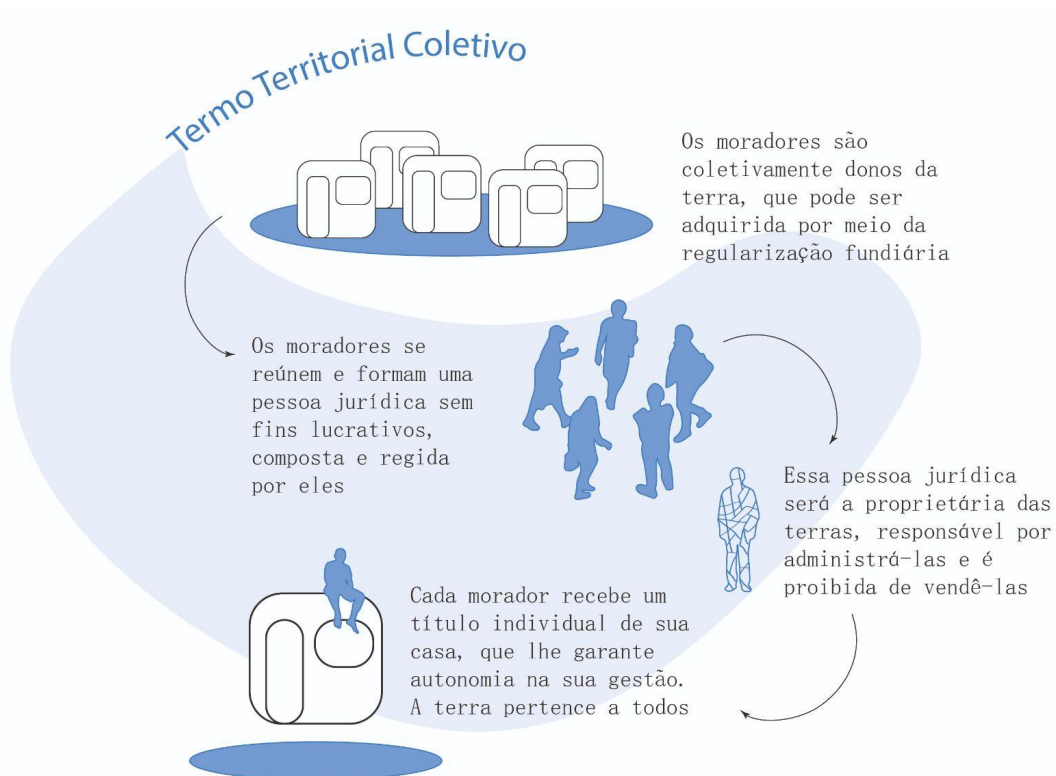 Termo Territorial Coletivo
Os moradores são
coletivamente donos da
terra, que pode ser
adquirida por meio da
regularização fundiária
Os moradores se
reúnem e formam uma
pessoa jurídica sem
fins lucrativos,
composta e regida
por eles
Essa pessoa jurídica
será a proprietária das
terras, responsável por
administrá-las e é
proibida de vendê-las
Cada morador recebe um
título individual de sua
casa, que lhe garante
autonomia na sua gestão.
A terra pertence a todos